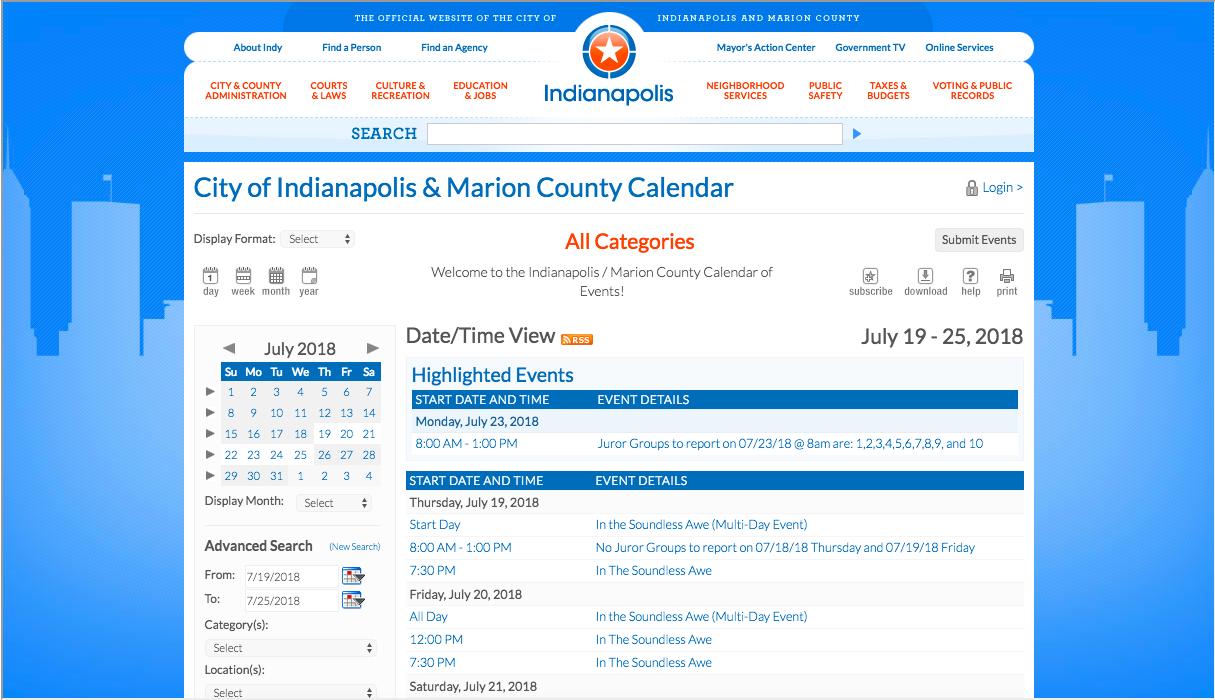 THE OFFICIAL WEBSITE OF THE CITY OF INDIANAPOLIS AND MARION COUNTY
About Indy Find a Person Find an Agency Mayor's Action Center Government TV Online Services
CITY & COUNTY ADMINISTRATION
COURTS & LAWS
CULTURE & RECREATION
EDUCATION & JOBS
Indianapolis
NEIGHBORHOOD SERVICES
PUBLIC SAFETY
TAXES & BUDGETS
VOTING & PUBLIC RECORDS
SEARCH
City of Indianapolis & Marion County Calendar
Login >
Display Format: Select
All Categories
Submit Events
1
day week month year
Welcome to the Indianapolis / Marion County Calendar of
Events!
?
subscribe download help print
July 2018
Su Mo Tu We Th Fr Sa
1 2 3 4 5 6 7
8 9 10 11 12 13 14
15 16 17 18 19 20 21
22 23 24 25 26 27 28
29 30 31 1 2 3 4
Display Month: Select
Advanced Search (New Search)
From: 7/19/2018
To: 7/25/2018
Category(s):
Select
Location(s):
Select
Date/Time View RSS July 19 - 25, 2018
Highlighted Events
START DATE AND TIME EVENT DETAILS
Monday, July 23, 2018
8:00 AM - 1:00 PM Juror Groups to report on 07/23/18 @ 8am are: 1,2,3,4,5,6,7,8,9, and 10
START DATE AND TIME EVENT DETAILS
Thursday, July 19, 2018
Start Day In the Soundless Awe (Multi-Day Event)
8:00 AM - 1:00 PM No Juror Groups to report on 07/18/18 Thursday and 07/19/18 Friday
7:30 PM In The Soundless Awe
Friday, July 20, 2018
All Day In the Soundless Awe (Multi-Day Event)
12:00 PM In The Soundless Awe
7:30 PM In The Soundless Awe
Saturday, July 21, 2018